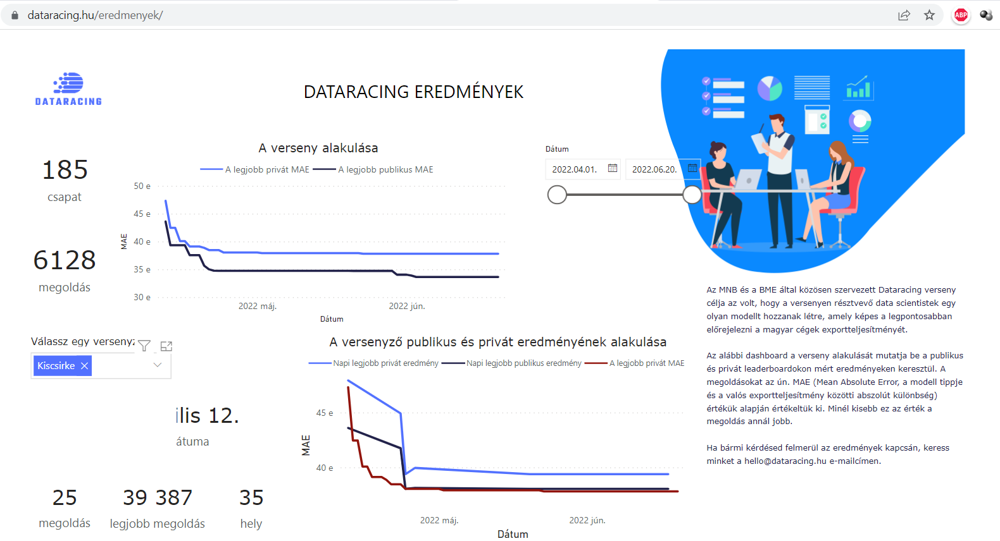 dataracing.hu/eredmenyek/
ABP
DATARACING
DATARACING EREDMÉNYEK
185
csapat
6128
megoldás
A verseny alakulása
A legjobb privát MAE
A legjobb publikus MAE
50 e
45 e
40 e
35 e
30 e
MAE
2022 máj.
2022 jún.
Dátum
Dátum
2022.04.01.
2022.06.20.
Az MNB és a BME által közösen szervezett Dataracing verseny
célja az volt, hogy a versenyen résztvevő data scientistek egy
olyan modellt hozzanak létre, amely képes a legpontosabban
előrejelezni a magyar cégek exportteljesítményét.
Az alábbi dashboard a verseny alakulását mutatja be a publikus
és privát leaderboardokon mért eredményeken keresztül. A
megoldásokat az ún. MAE (Mean Absolute Error, a modell tippje
és a valós exportteljesítmény közötti abszolút különbség)
értékük alapján értékeltük ki. Minél kisebb ez az érték a
megoldás annál jobb.
Ha bármi kérdésed felmerül az eredmények kapcsán, keress
minket a hello@dataracing.hu e-mailcímen.
Válassz egy versenyz
Kiscsirke
ilis 12.
átuma
25
megoldás
39 387
legjobb megoldás
35
hely
A versenyző publikus és privát eredményének alakulása
Napi legjobb privát eredmény
Napi legjobb publikus eredmény
A legjobb privát MAE
45 e
40 e
MAE
2022 máj.
2022 jún.
Dátum